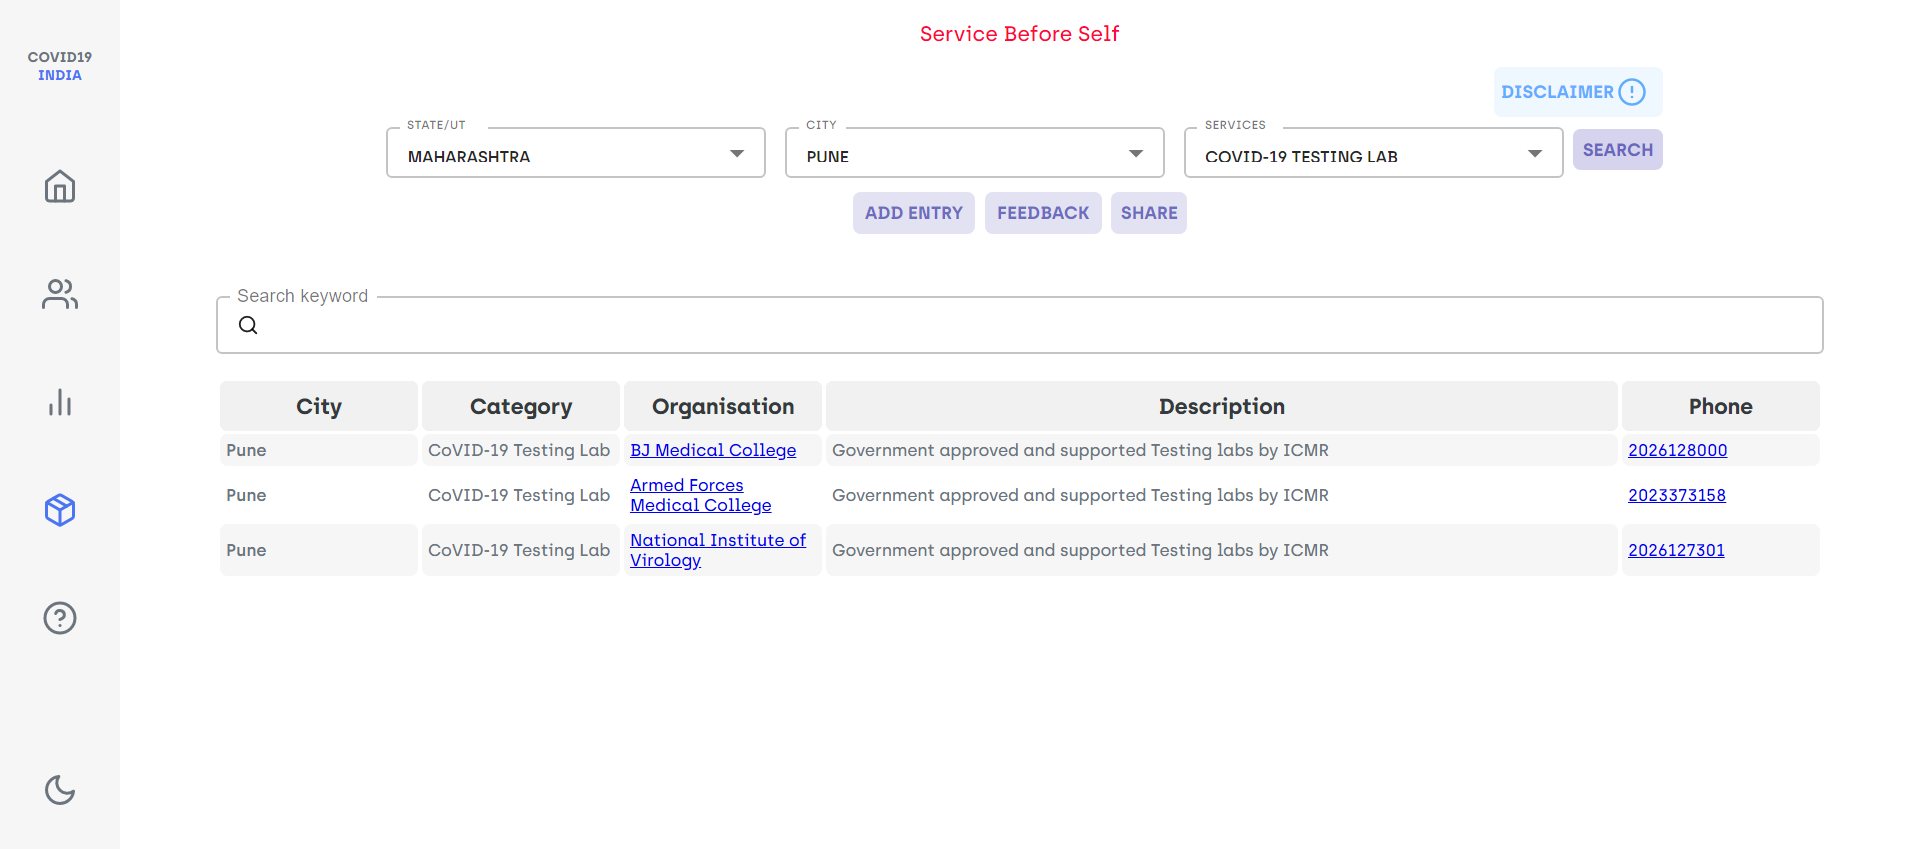 COVID19
INDIA
Service Before Self
DISCLAIMER
STATE/UT
MAHARASHTRA
CITY
PUNE
SERVICES
COVID-19 TESTING LAB
SEARCH
ADD ENTRY
FEEDBACK
SHARE
Search keyword
City Category Organisation Description Phone
Pune CoVID-19 Testing Lab BJ Medical College Government approved and supported Testing labs by ICMR 2026128000
Pune CoVID-19 Testing Lab Armed Forces
Medical College Government approved and supported Testing labs by ICMR 2023373158
Pune CoVID-19 Testing Lab National Institute of
Virology Government approved and supported Testing labs by ICMR 2026127301